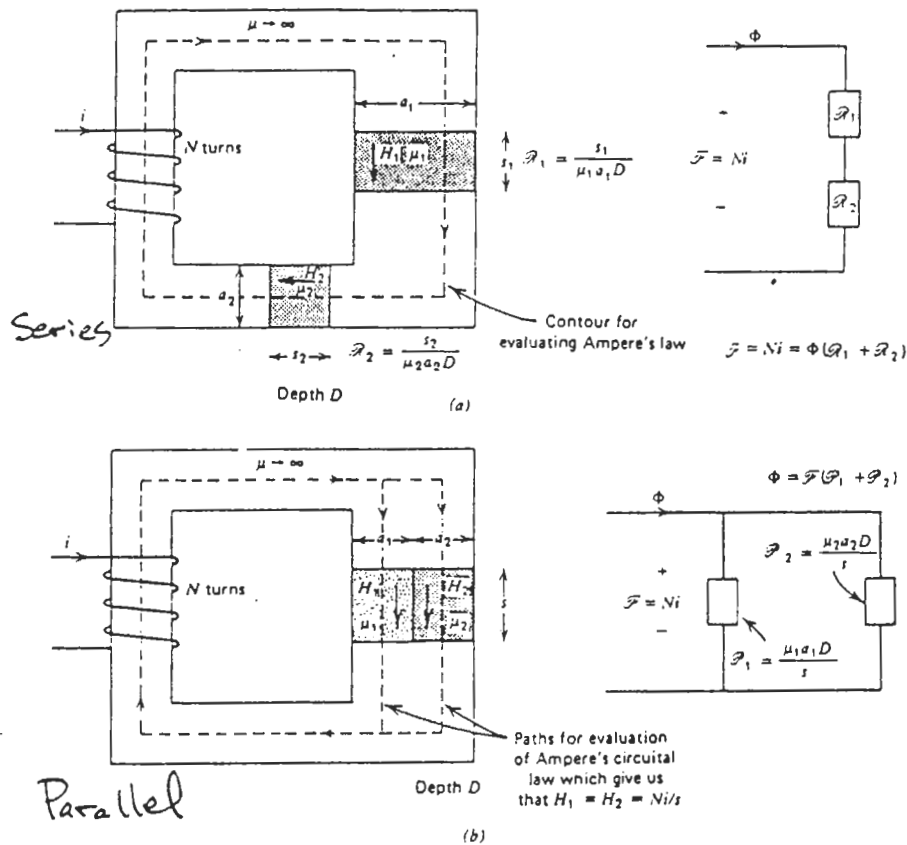 μ → ∞
i
N turns
a₁
H₁ μ₁
s₁ ℛ₁ = s₁ / μ₁a₁D
a₂
H₂
μ₂
s₂ ℛ₂ = s₂ / μ₂a₂D
Series
Depth D
Contour for
evaluating Ampere's law
(a)
Φ
+
ℱ = Ni
−
ℛ₁
ℛ₂
ℱ = Ni = Φ(ℛ₁ + ℛ₂)
μ → ∞
i
N turns
a₁ a₂
H₁ H₂
μ₁ μ₂
s
Parallel
Depth D
Paths for evaluation
of Ampere's circuital
law which give us
that H₁ = H₂ = Ni/s
(b)
Φ = ℱ(𝒫₁ + 𝒫₂)
Φ
+
ℱ = Ni
−
𝒫₂ = μ₂a₂D / s
𝒫₁ = μ₁a₁D / s